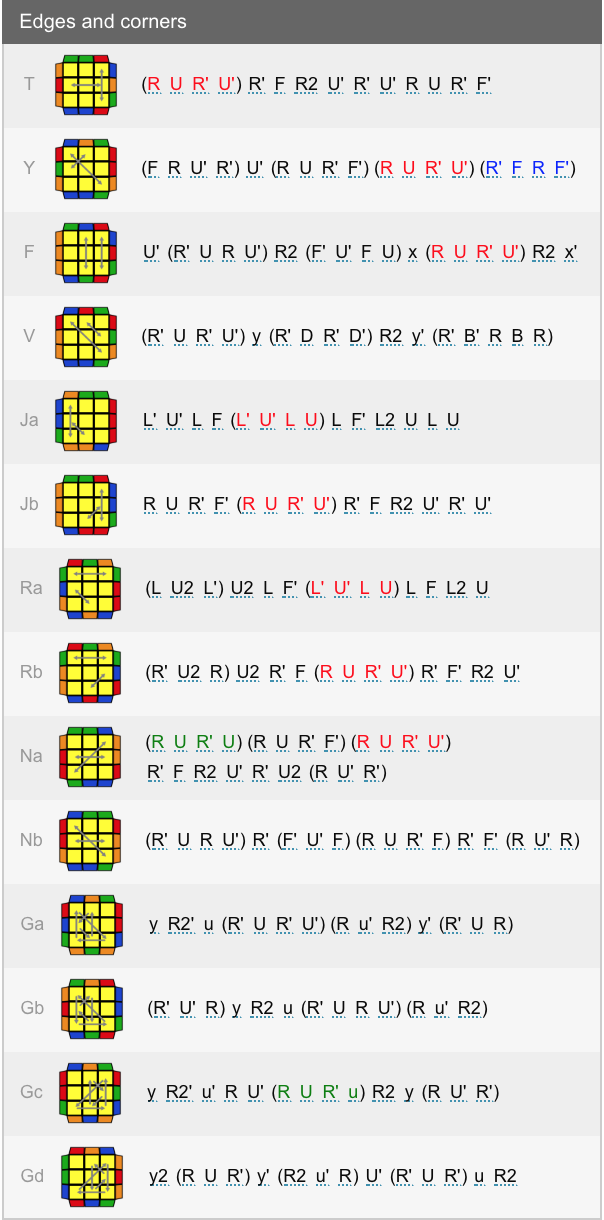 Edges and corners
T (R U R' U') R' F R2 U' R' U' R U R' F'
Y (F R U' R') U' (R U R' F') (R U R' U') (R' F R F')
F U' (R' U R U') R2 (F' U' F U) x (R U R' U') R2 x'
V (R' U R' U') y (R' D R' D') R2 y' (R' B' R B R)
Ja L' U' L F (L' U' L U) L F' L2 U L U
Jb R U R' F' (R U R' U') R' F R2 U' R' U'
Ra (L U2 L') U2 L F' (L' U' L U) L F L2 U
Rb (R' U2 R) U2 R' F (R U R' U') R' F' R2 U'
Na (R U R' U) (R U R' F') (R U R' U')
R' F R2 U' R' U2 (R U' R')
Nb (R' U R U') R' (F' U' F) (R U R' F) R' F' (R U' R)
Ga y R2' u (R' U R' U') (R u' R2) y' (R' U R)
Gb (R' U' R) y R2 u (R' U R U') (R u' R2)
Gc y R2' u' R U' (R U R' u) R2 y (R U' R')
Gd y2 (R U R') y' (R2 u' R) U' (R' U R') u R2